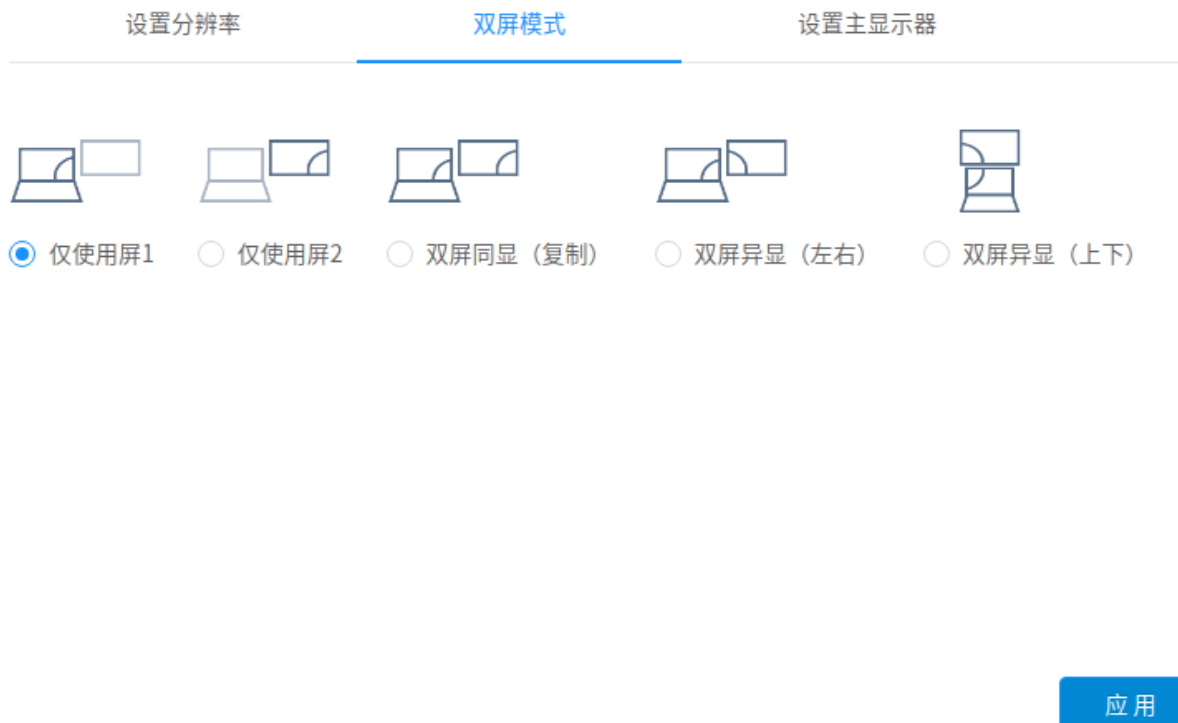 设置分辨率 双屏模式 设置主显示器
仅使用屏1 仅使用屏2 双屏同显（复制） 双屏异显（左右） 双屏异显（上下）
应 用